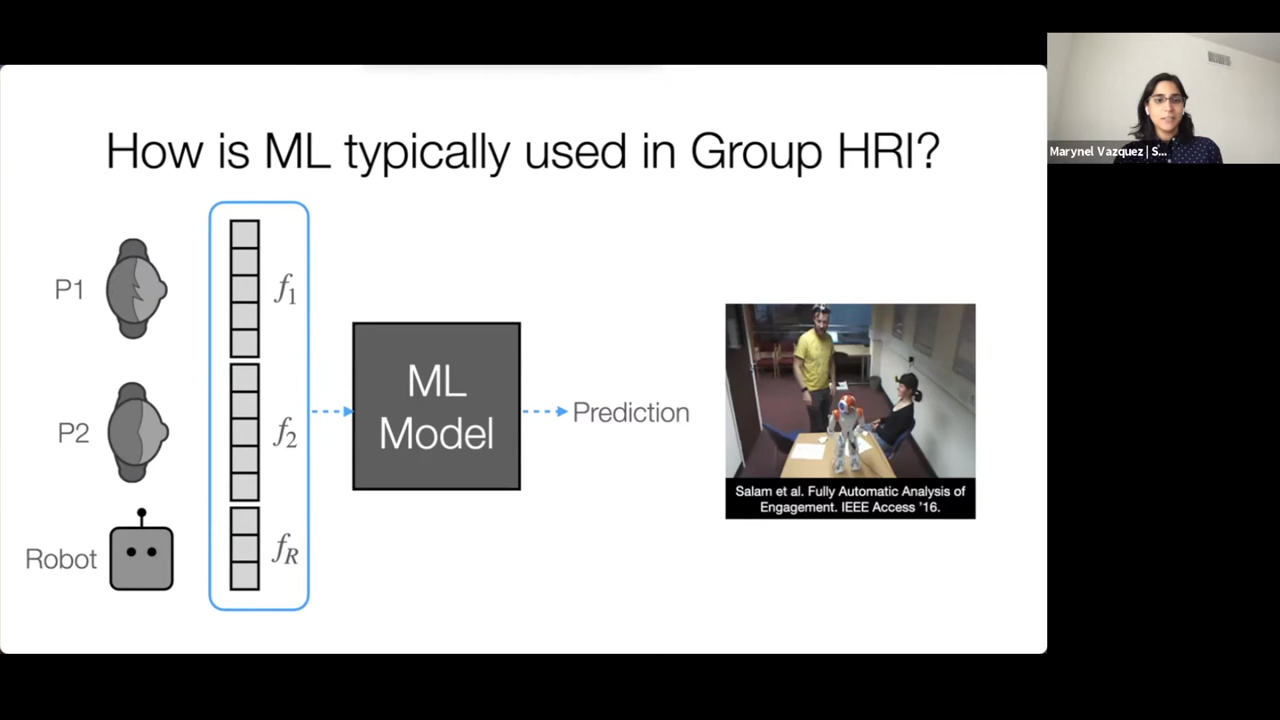 How is ML typically used in Group HRI?
Marynel Vazquez | S...
P1
f1
P2
f2
Robot
fR
ML
Model
Prediction
Salam et al. Fully Automatic Analysis of
Engagement. IEEE Access '16.